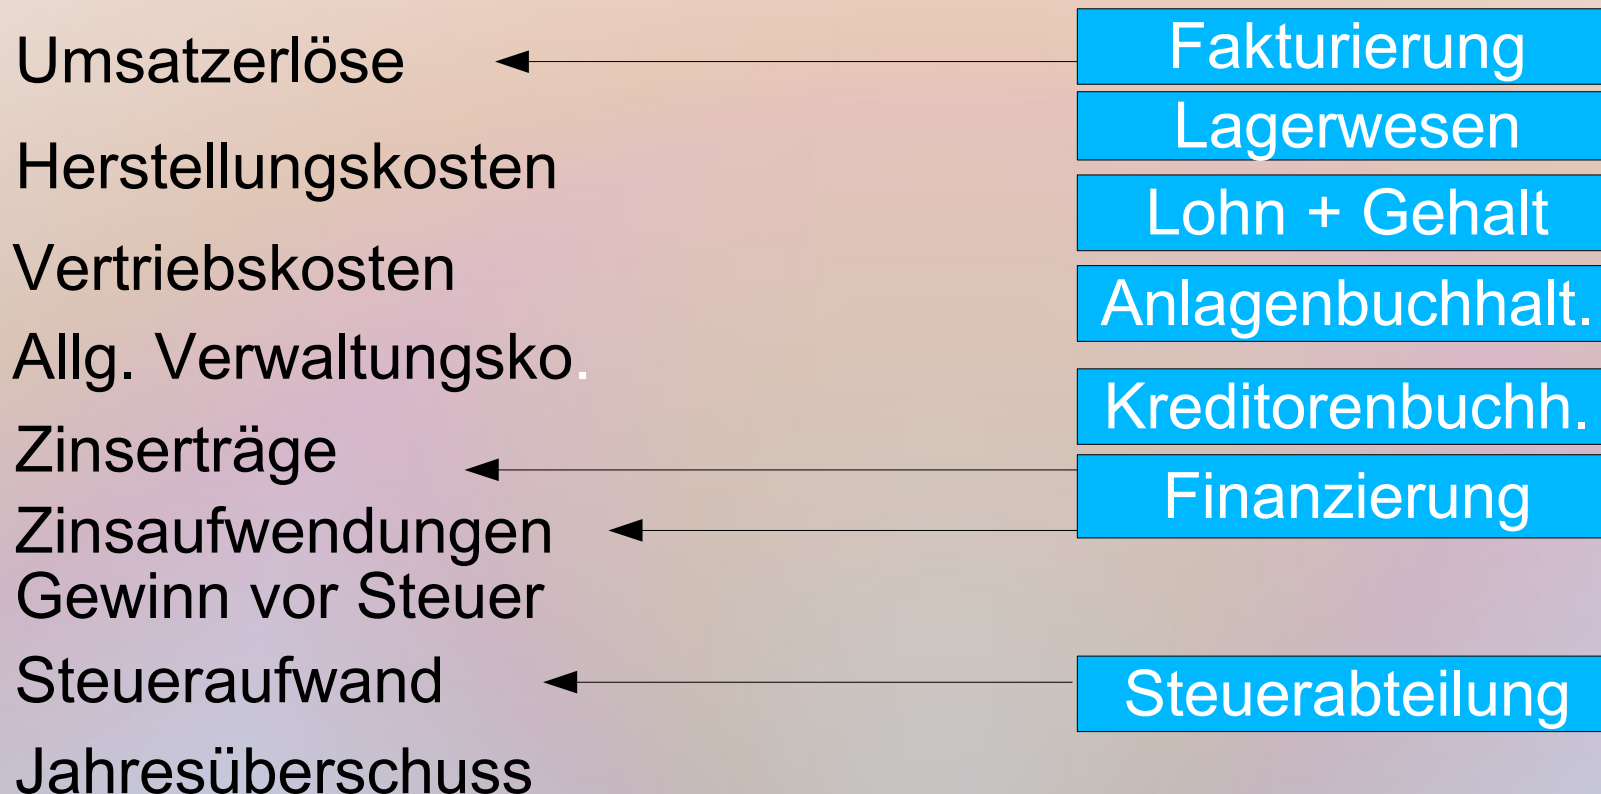 Umsatzerlöse
Fakturierung
Lagerwesen
Herstellungskosten
Lohn + Gehalt
Vertriebskosten
Anlagenbuchhalt.
Allg. Verwaltungsko.
Kreditorenbuchh.
Zinserträge
Finanzierung
Zinsaufwendungen
Gewinn vor Steuer
Steueraufwand
Steuerabteilung
Jahresüberschuss